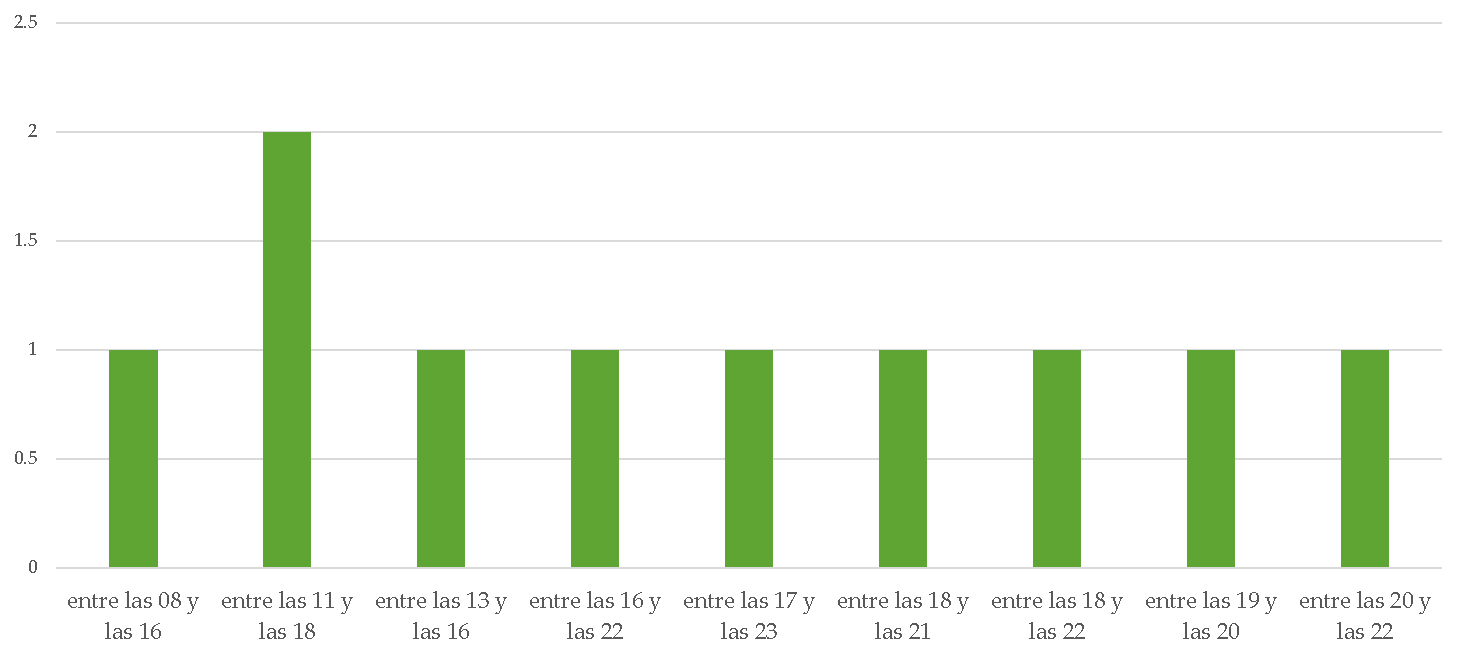 2.5
2
1.5
1
0.5
0
entre las 08 y
las 16
entre las 11 y
las 18
entre las 13 y
las 16
entre las 16 y
las 22
entre las 17 y
las 23
entre las 18 y
las 21
entre las 18 y
las 22
entre las 19 y
las 20
entre las 20 y
las 22